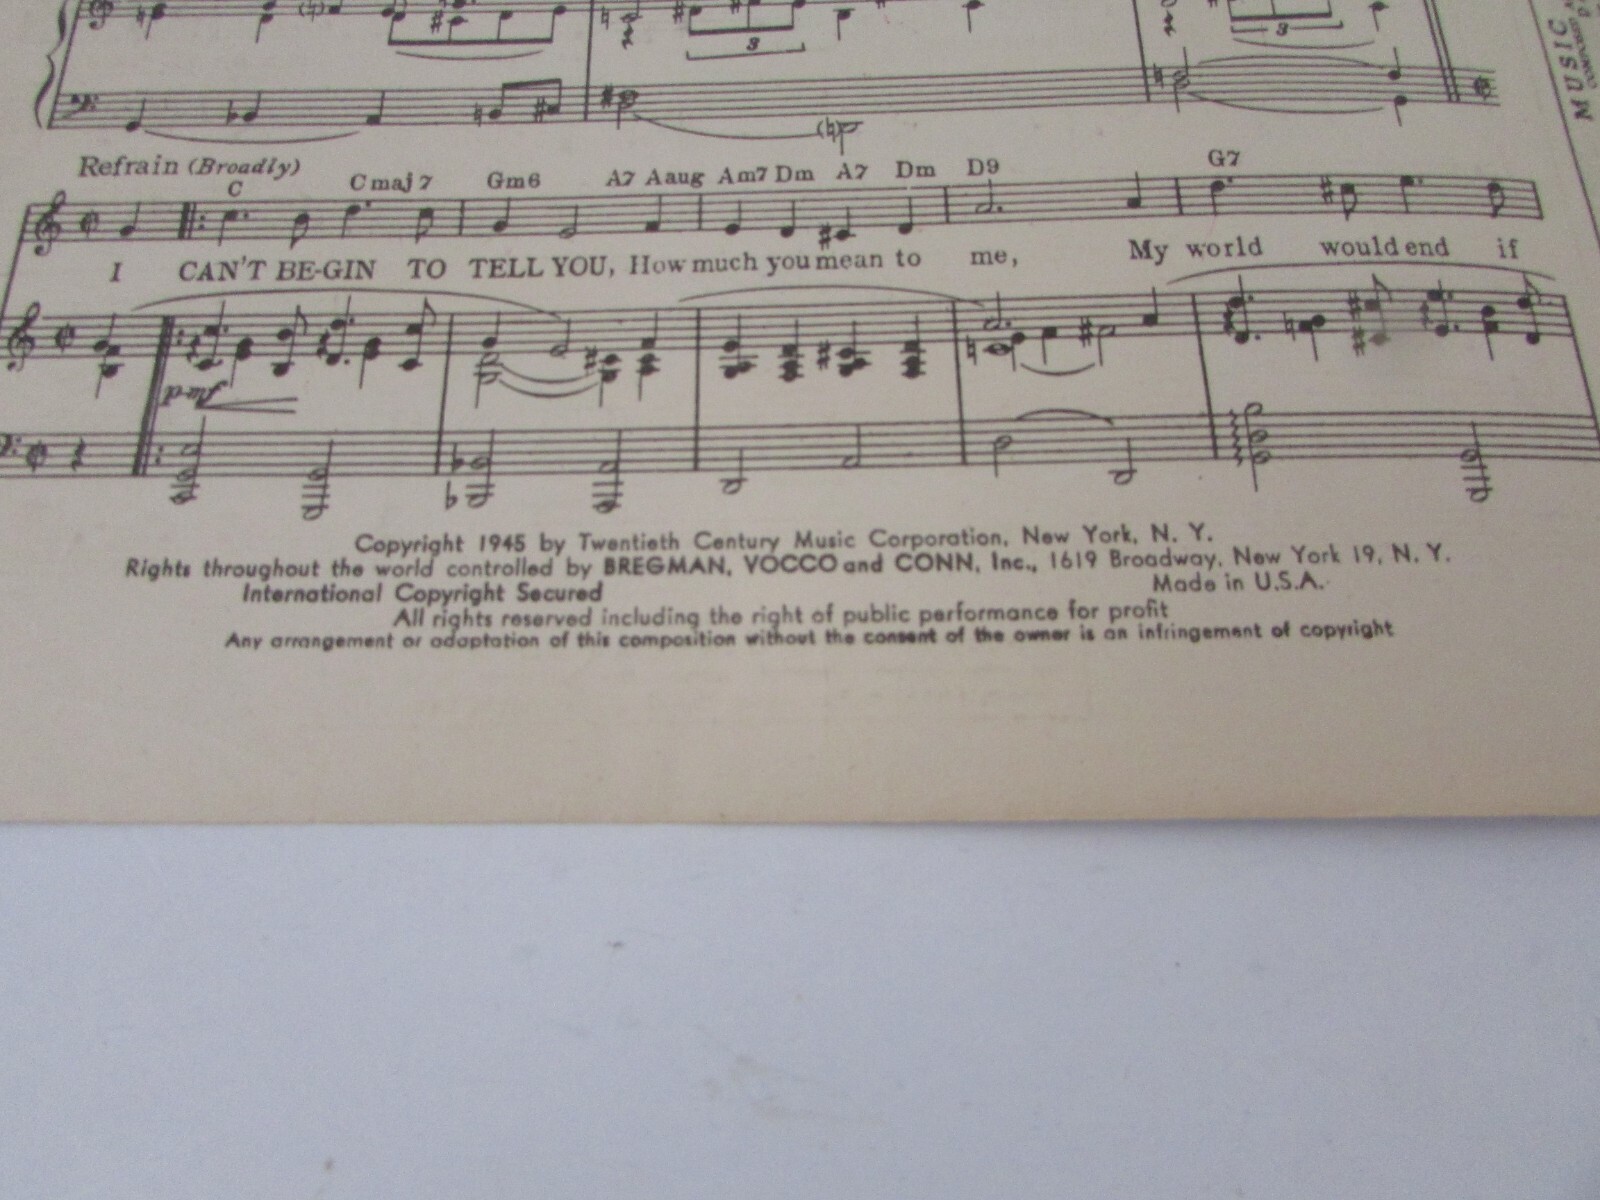 3
3
MUSIC
Refrain (Broadly)
C Cmaj7 Gm6 A7 Aaug Am7 Dm A7 Dm D9 G7
I CAN'T BE-GIN TO TELL YOU, How much you mean to me, My world would end if
p-mf
Copyright 1945 by Twentieth Century Music Corporation, New York, N. Y.
Rights throughout the world controlled by BREGMAN, VOCCO and CONN, Inc., 1619 Broadway, New York 19, N. Y.
International Copyright Secured Made in U.S.A.
All rights reserved including the right of public performance for profit
Any arrangement or adaptation of this composition without the consent of the owner is an infringement of copyright